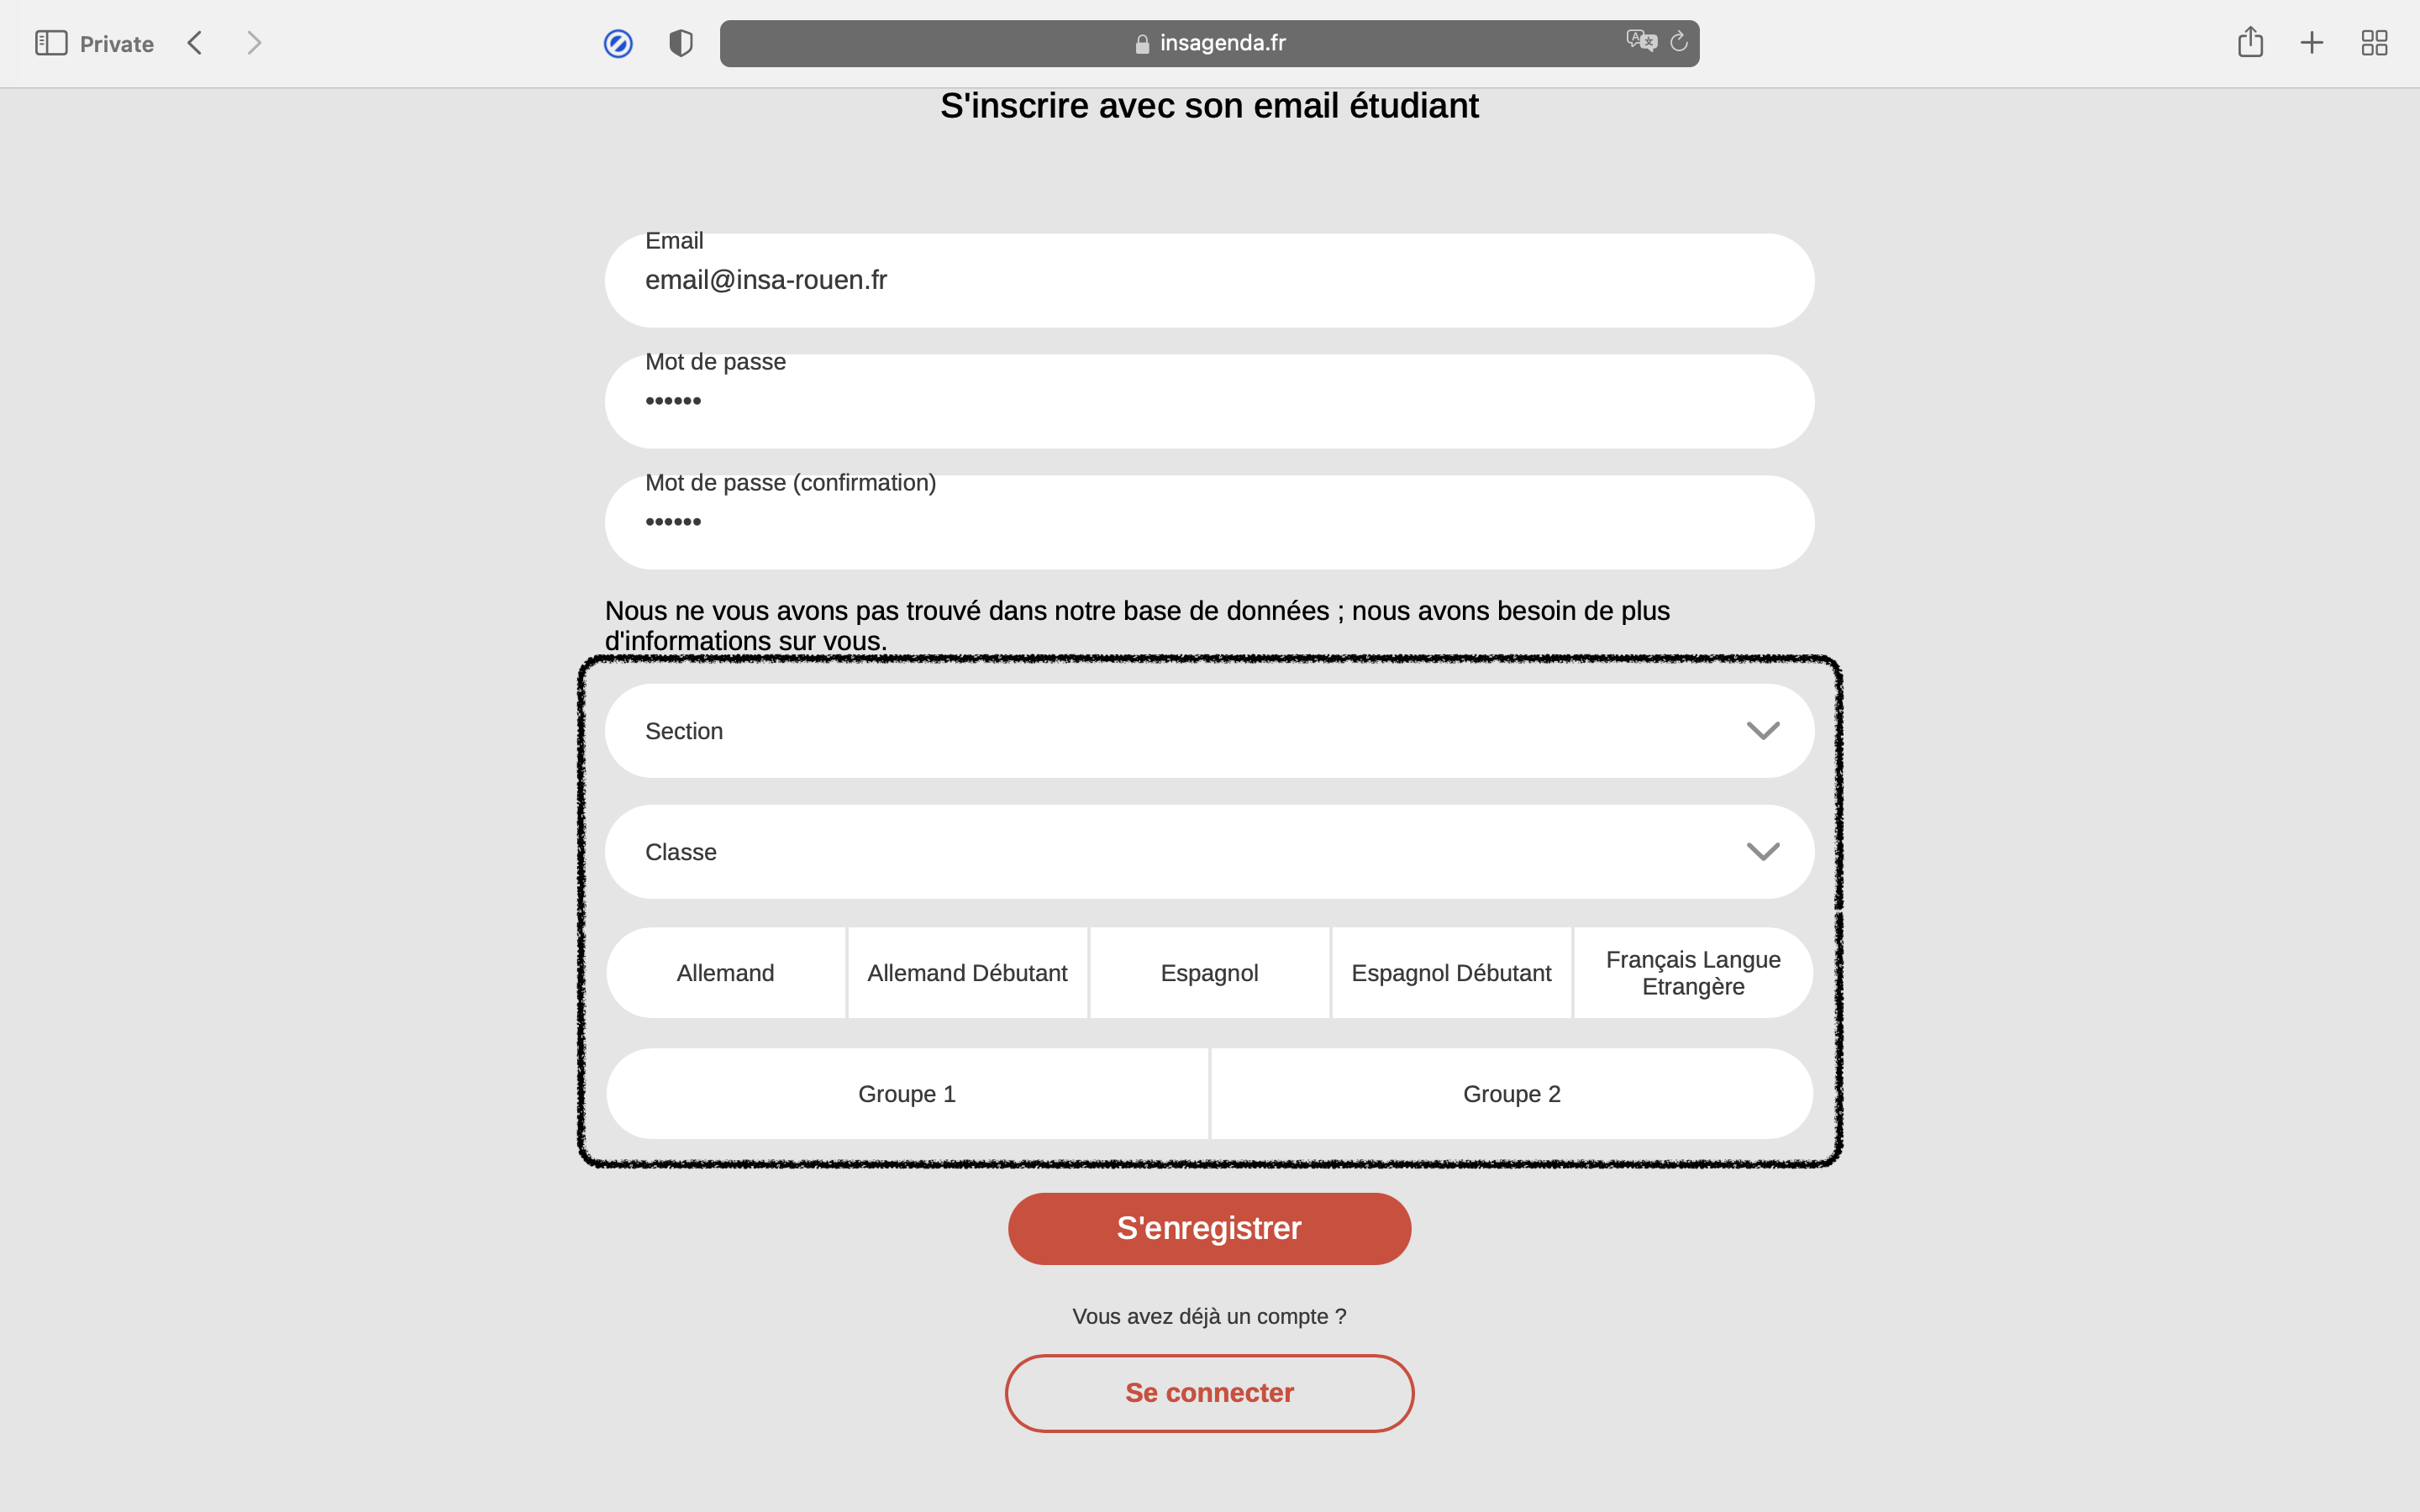 Private
insagenda.fr
S'inscrire avec son email étudiant
Email
email@insa-rouen.fr
Mot de passe
••••••
Mot de passe (confirmation)
••••••
Nous ne vous avons pas trouvé dans notre base de données ; nous avons besoin de plus
d'informations sur vous.
Section
Classe
Allemand
Allemand Débutant
Espagnol
Espagnol Débutant
Français Langue
Etrangère
Groupe 1
Groupe 2
S'enregistrer
Vous avez déjà un compte ?
Se connecter